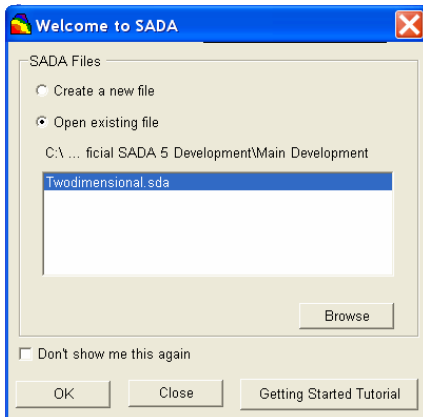 Welcome to SADA
SADA Files
Create a new file
Open existing file
C:\ ... ficial SADA 5 Development\Main Development
Twodimensional.sda
Browse
Don't show me this again
OK Close Getting Started Tutorial